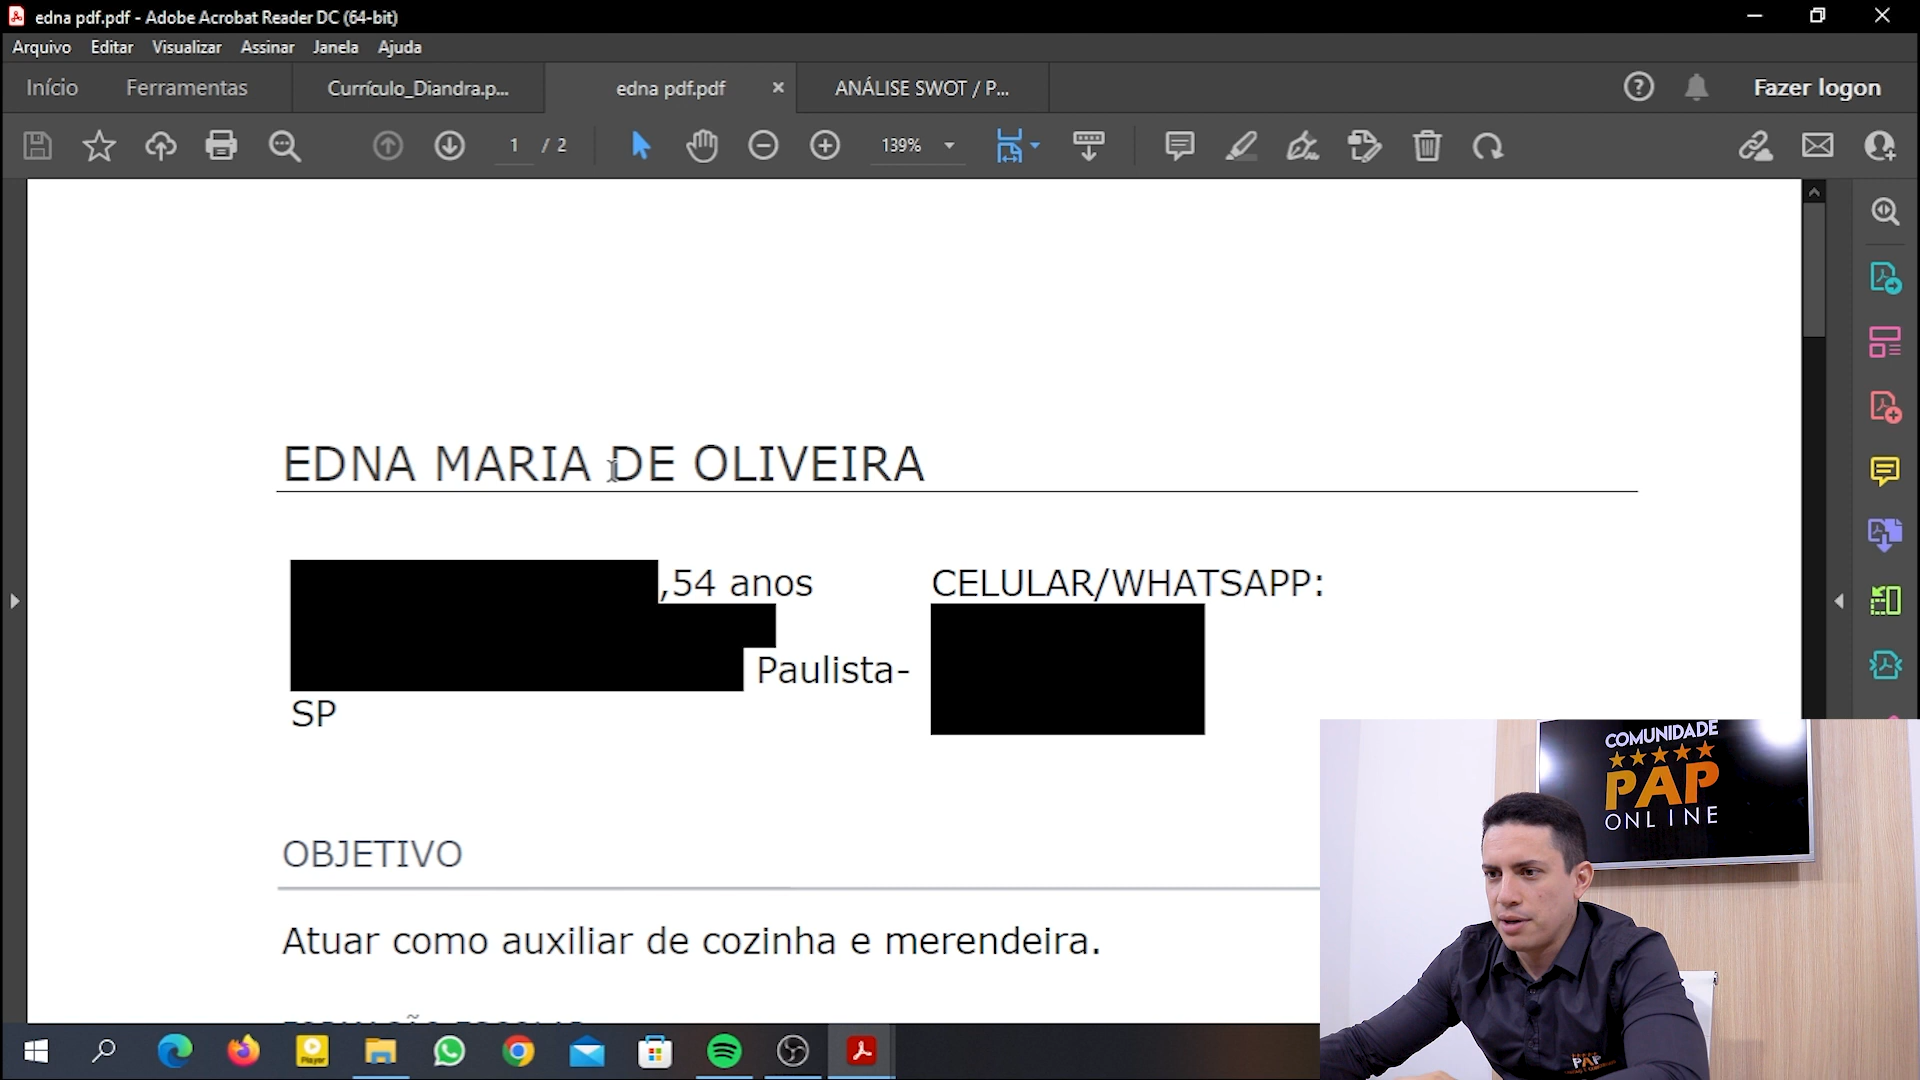 edna pdf.pdf - Adobe Acrobat Reader DC (64-bit)
Arquivo Editar Visualizar Assinar Janela Ajuda
Início Ferramentas Currículo_Diandra.p... edna pdf.pdf × ANÁLISE SWOT / P... Fazer logon
1 / 2 139%
EDNA MARIA DE OLIVEIRA
,54 anos CELULAR/WHATSAPP:
Paulista-
SP
OBJETIVO
Atuar como auxiliar de cozinha e merendeira.
COMUNIDADE
PAP
ONLINE
Player
PAP